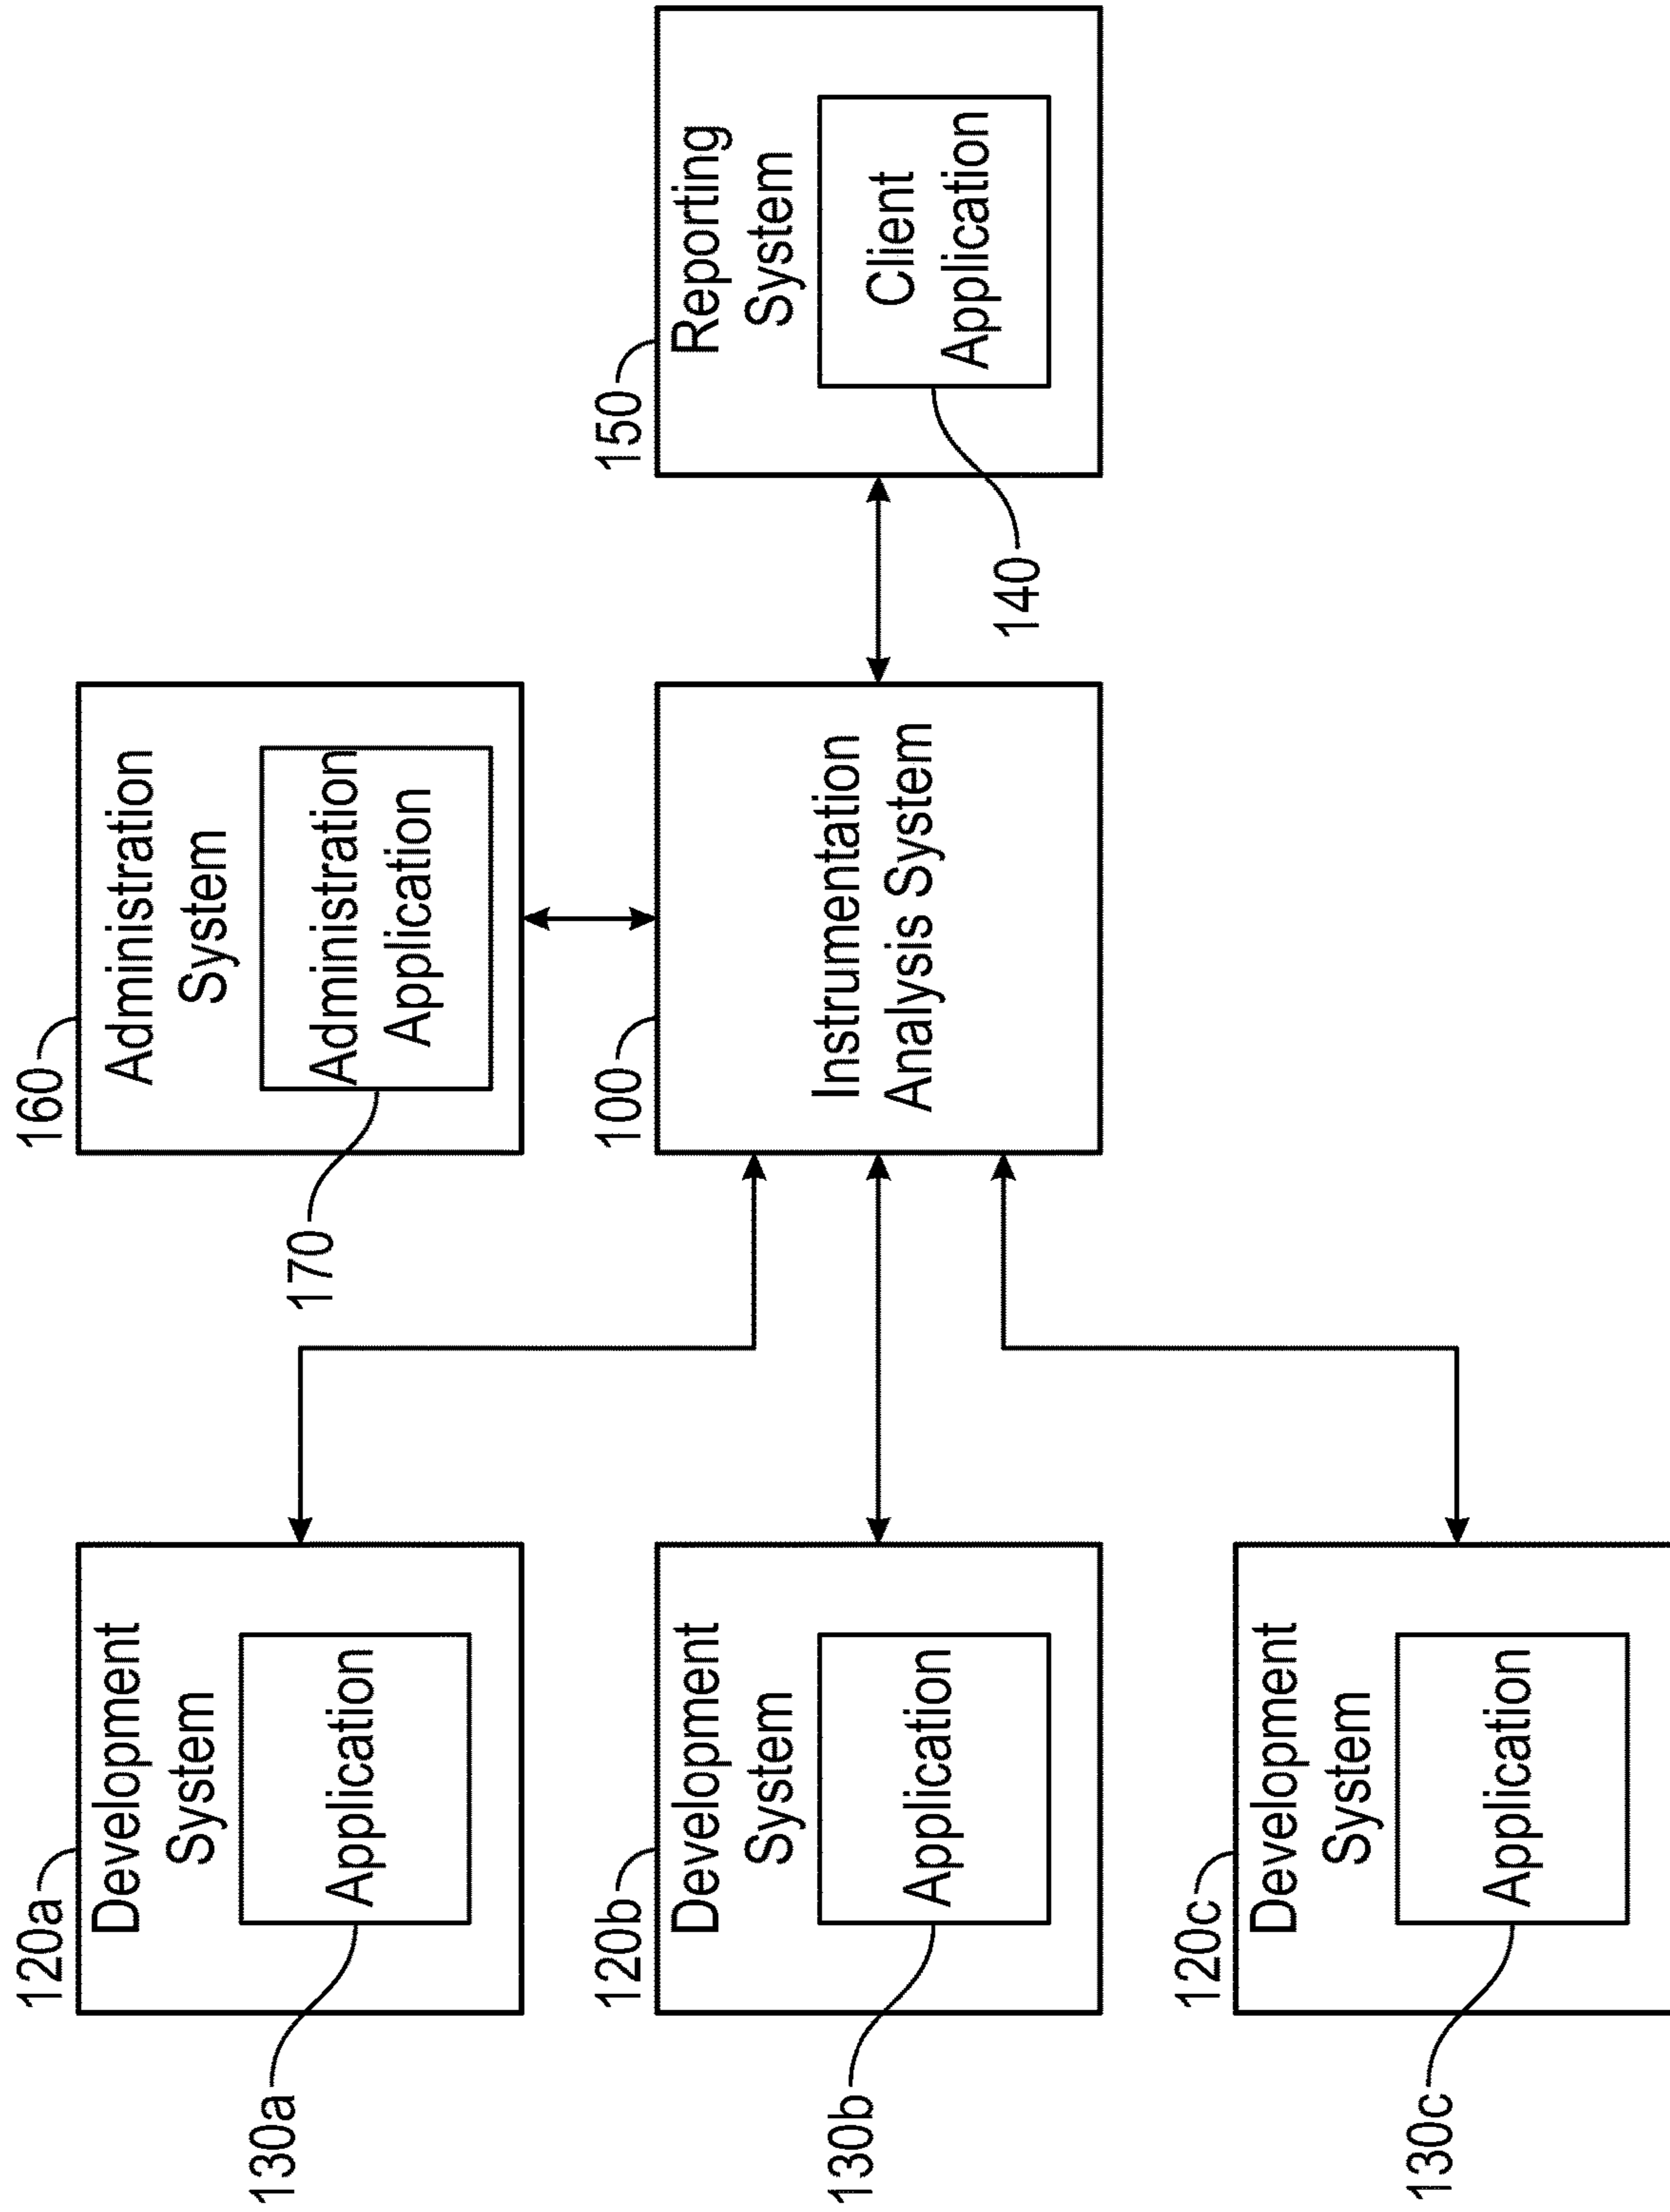 120a
Development
System
Application
130a
120b
Development
System
Application
130b
120c
Development
System
Application
130c
160
Administration
System
Administration
Application
170
100
Instrumentation
Analysis System
150
Reporting
System
Client
Application
140